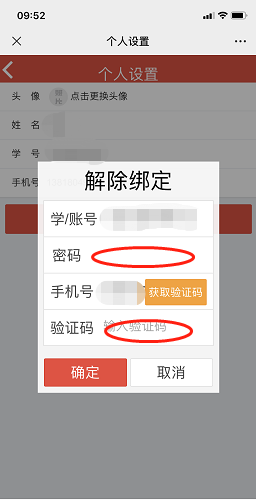 09:52
个人设置
个人设置
头 像 点击更换头像
姓 名
学 号
手机号
解除绑定
学/账号
密码
手机号 获取验证码
验证码 输入验证码
确定 取消